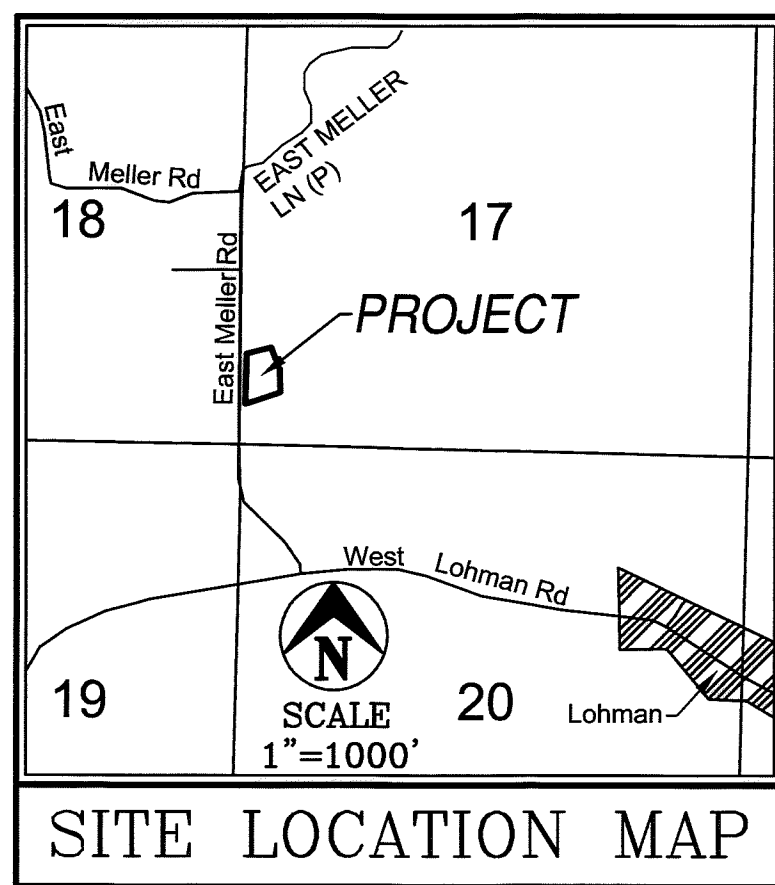 East
Meller Rd
EAST MELLER
LN (P)
18
17
East Meller Rd
PROJECT
West
Lohman Rd
N
19
SCALE
1"=1000'
20
Lohman
SITE LOCATION MAP